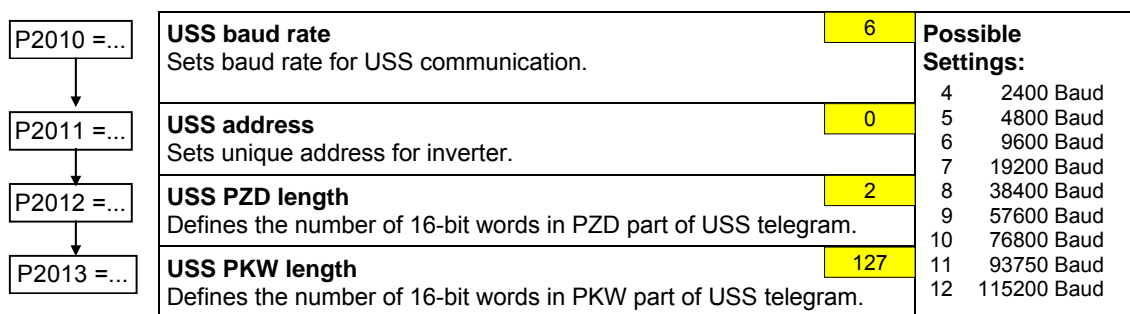 P2010 =...
USS baud rate
6
Sets baud rate for USS communication.
P2011 =...
USS address
0
Sets unique address for inverter.
P2012 =...
USS PZD length
2
Defines the number of 16-bit words in PZD part of USS telegram.
P2013 =...
USS PKW length
127
Defines the number of 16-bit words in PKW part of USS telegram.
Possible
Settings:
4 2400 Baud
5 4800 Baud
6 9600 Baud
7 19200 Baud
8 38400 Baud
9 57600 Baud
10 76800 Baud
11 93750 Baud
12 115200 Baud